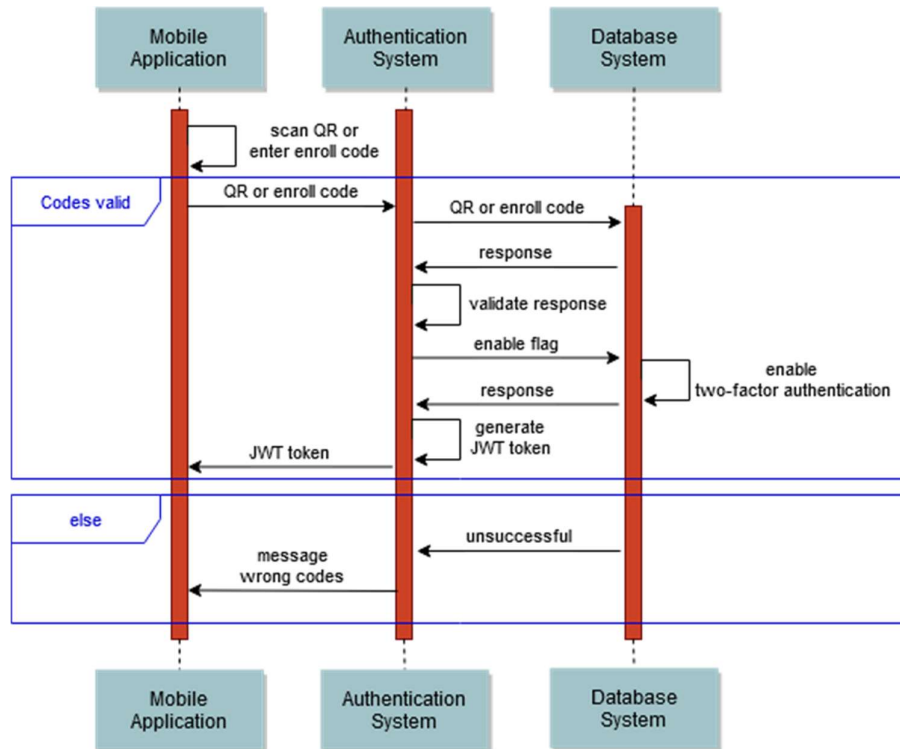 Mobile
Application
Authentication
System
Database
System
scan QR or
enter enroll code
Codes valid
QR or enroll code
QR or enroll code
response
validate response
enable flag
enable
two-factor authentication
response
generate
JWT token
JWT token
else
unsuccessful
message
wrong codes
Mobile
Application
Authentication
System
Database
System